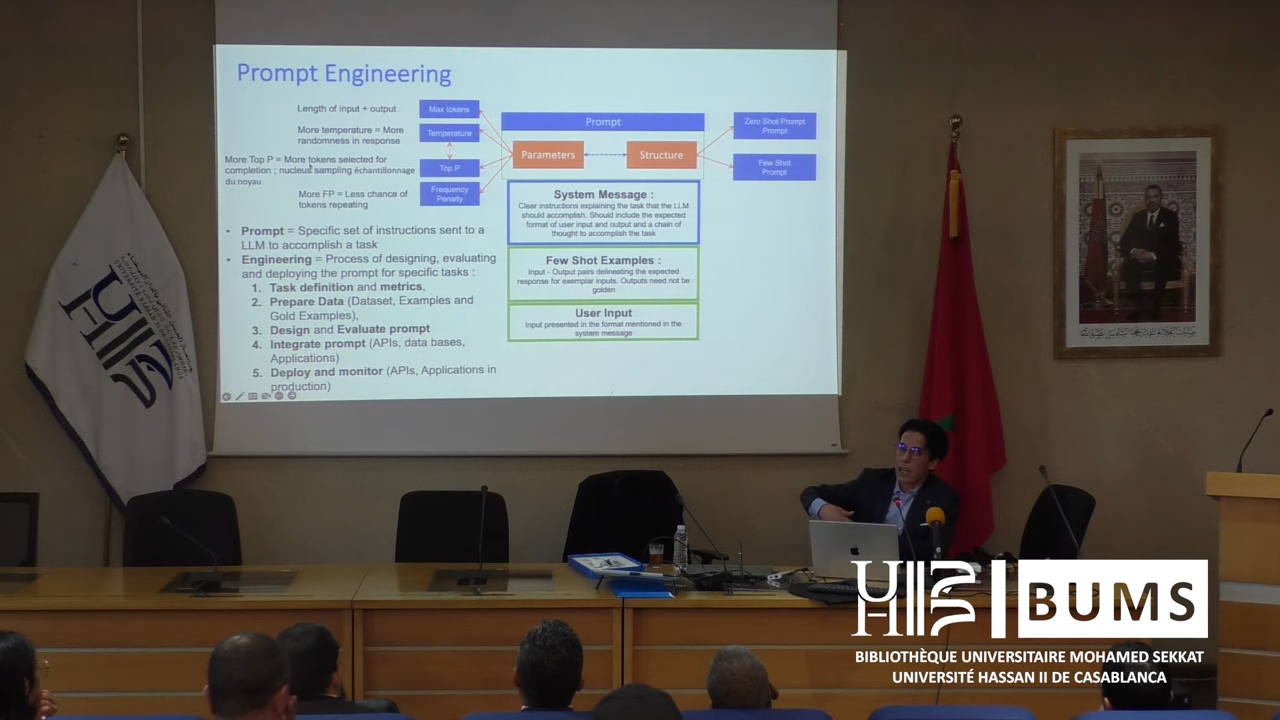 Prompt Engineering
Length of input + output
Max tokens
More temperature = More
randomness in response
Temperature
More Top P = More tokens selected for
completion ; nucleus sampling échantillonnage
du noyau
Top P
More FP = Less chance of
tokens repeating
Frequency
Penalty
Prompt
Parameters
Structure
Zero Shot Prompt
Prompt
Few Shot
Prompt
System Message :
Clear instructions explaining the task that the LLM
should accomplish. Should include the expected
format of user input and output and a chain of
thought to accomplish the task
Few Shot Examples :
Input - Output pairs delineating the expected
response for exemplar inputs. Outputs need not be
golden
User Input
Input presented in the format mentioned in the
system message
• Prompt = Specific set of instructions sent to a
LLM to accomplish a task
• Engineering = Process of designing, evaluating
and deploying the prompt for specific tasks :
1. Task definition and metrics,
2. Prepare Data (Dataset, Examples and
Gold Examples),
3. Design and Evaluate prompt
4. Integrate prompt (APIs, data bases,
Applications)
5. Deploy and monitor (APIs, Applications in
production)
UH2C
BUMS
BIBLIOTHÈQUE UNIVERSITAIRE MOHAMED SEKKAT
UNIVERSITÉ HASSAN II DE CASABLANCA